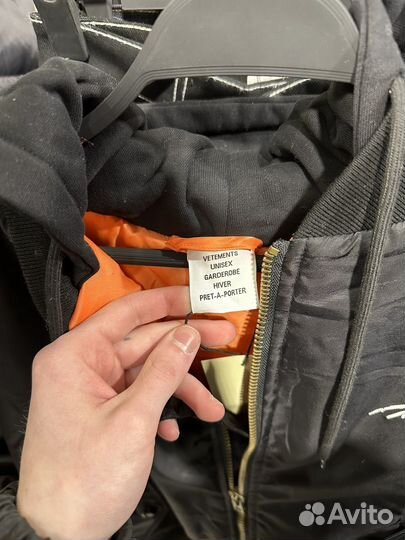 VETEMENTS
UNISEX
GARDEROBE
HIVER
PRET-A-PORTER
Avito